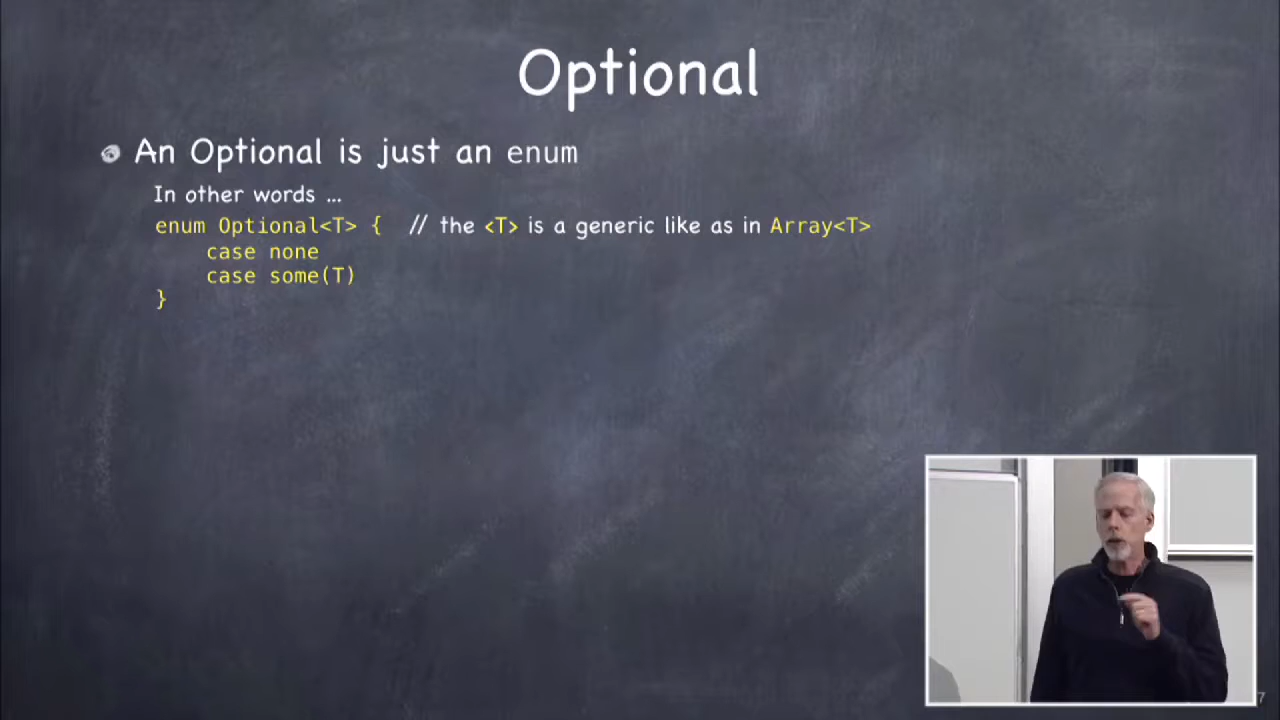 Optional
An Optional is just an enum
In other words ...
enum Optional<T> { // the <T> is a generic like as in Array<T>
case none
case some(T)
}
7